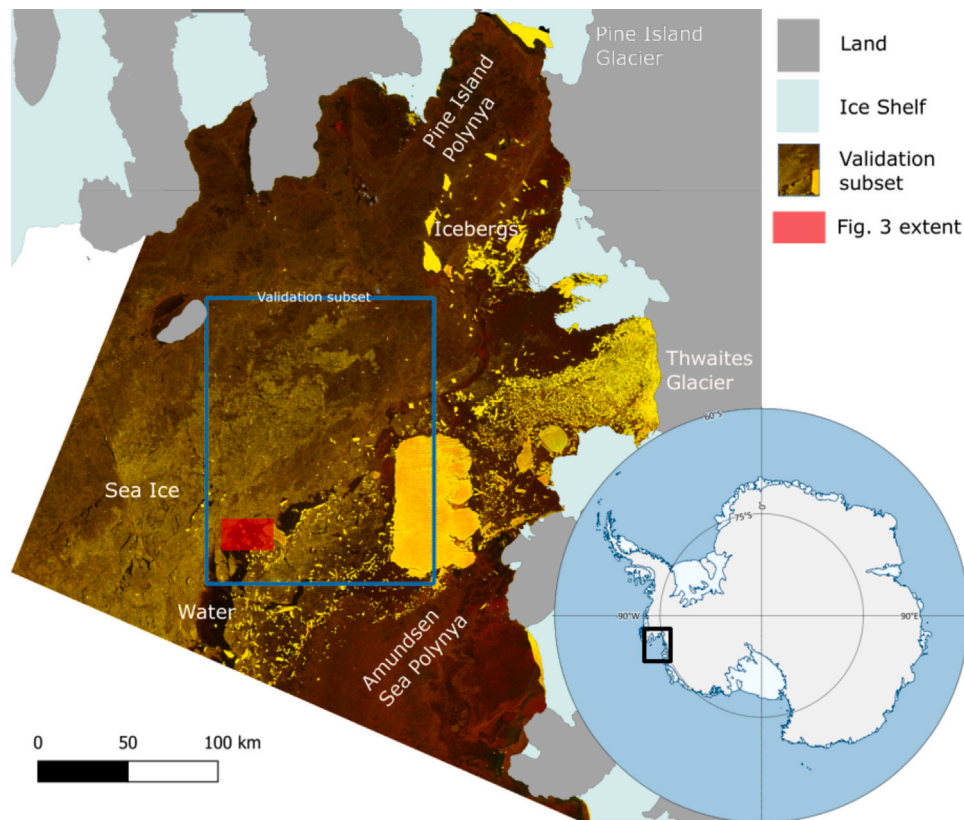 Pine Island
Glacier
Land
Ice Shelf
Validation
subset
Fig. 3 extent
Pine Island
Polynya
Icebergs
Validation subset
Thwaites
Glacier
Sea Ice
Water
Amundsen
Sea Polynya
0 50 100 km
60°S
75°S
0°
90°W
90°E